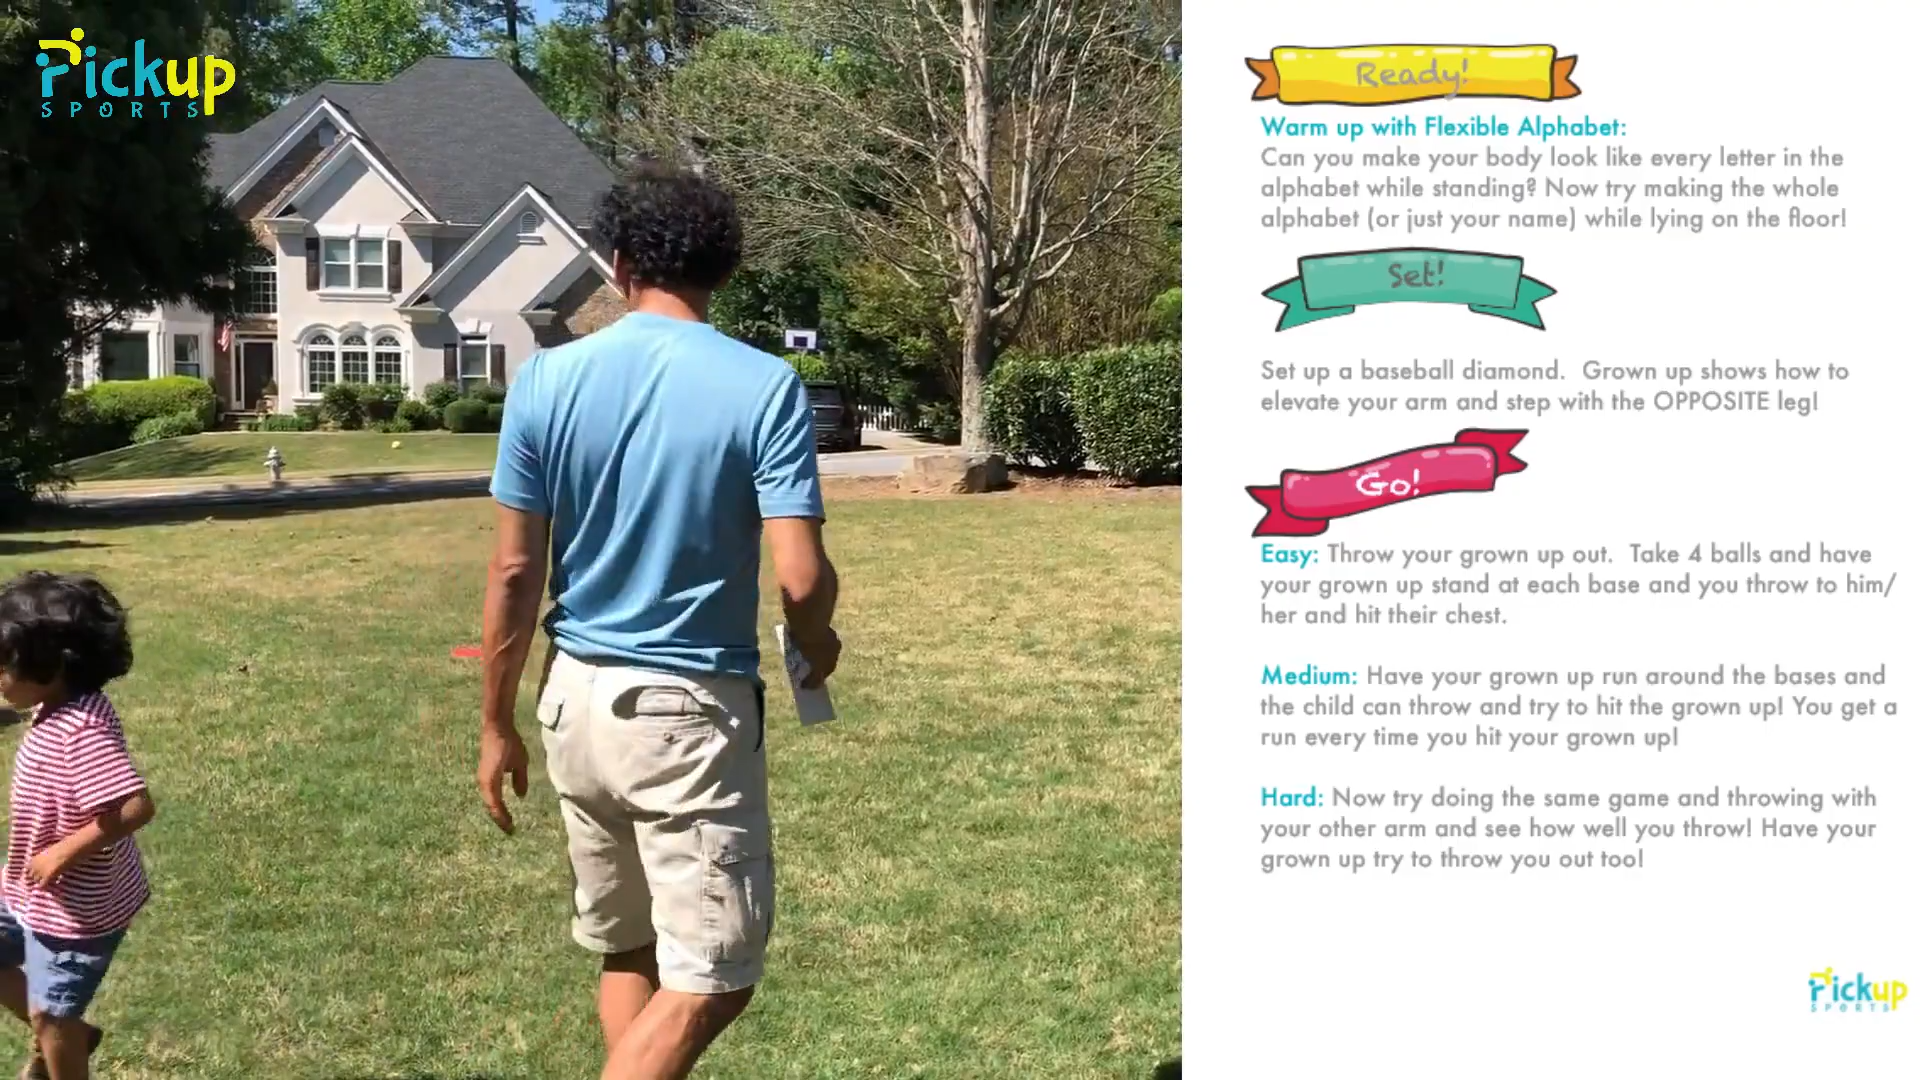 Pickup
SPORTS
Ready!
Warm up with Flexible Alphabet:
Can you make your body look like every letter in the
alphabet while standing? Now try making the whole
alphabet (or just your name) while lying on the floor!
Set!
Set up a baseball diamond. Grown up shows how to
elevate your arm and step with the OPPOSITE leg!
Go!
Easy: Throw your grown up out. Take 4 balls and have
your grown up stand at each base and you throw to him/
her and hit their chest.
Medium: Have your grown up run around the bases and
the child can throw and try to hit the grown up! You get a
run every time you hit your grown up!
Hard: Now try doing the same game and throwing with
your other arm and see how well you throw! Have your
grown up try to throw you out too!
Pickup
SPORTS